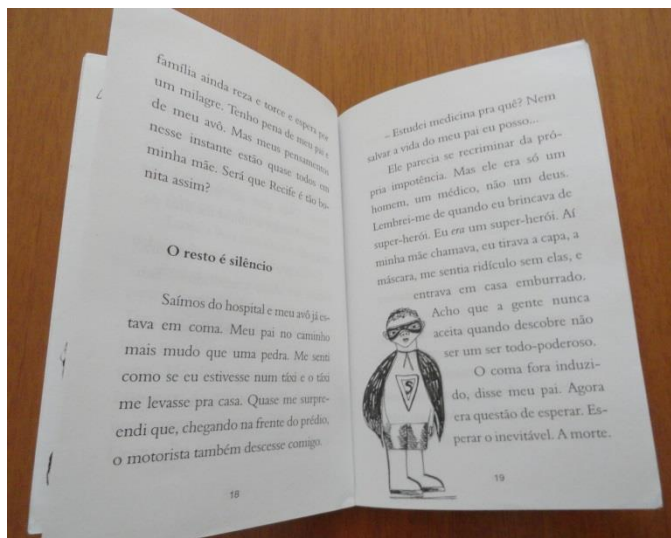 família ainda reza e torce e espera por
um milagre. Tenho pena de meu pai e
de meu avô. Mas meus pensamentos
nesse instante estão quase todos em
minha mãe. Será que Recife é tão bo-
nita assim?
O resto é silêncio
Saímos do hospital e meu avô já es-
tava em coma. Meu pai no caminho
mais mudo que uma pedra. Me senti
como se eu estivesse num táxi e o táxi
me levasse pra casa. Quase me surpre-
endi que, chegando na frente do prédio,
o motorista também descesse comigo.
18
– Estudei medicina pra quê? Nem
salvar a vida do meu pai eu posso...
Ele parecia se recriminar da pró-
pria impotência. Mas ele era só um
homem, um médico, não um deus.
Lembrei-me de quando eu brincava de
super-herói. Eu era um super-herói. Aí
minha mãe chamava, eu tirava a capa, a
máscara, me sentia ridículo sem elas, e
entrava em casa emburrado.
Acho que a gente nunca
aceita quando descobre não
ser um ser todo-poderoso.
O coma fora induzi-
do, disse meu pai. Agora
era questão de esperar. Es-
perar o inevitável. A morte.
S
19